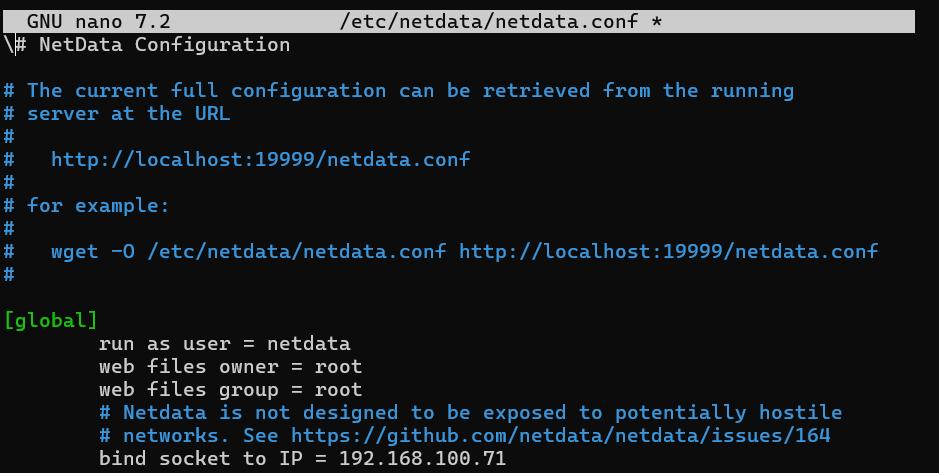 GNU nano 7.2 /etc/netdata/netdata.conf *
\# NetData Configuration
# The current full configuration can be retrieved from the running
# server at the URL
#
#   http://localhost:19999/netdata.conf
#
# for example:
#
#   wget -O /etc/netdata/netdata.conf http://localhost:19999/netdata.conf
#
[global]
        run as user = netdata
        web files owner = root
        web files group = root
        # Netdata is not designed to be exposed to potentially hostile
        # networks. See https://github.com/netdata/netdata/issues/164
        bind socket to IP = 192.168.100.71